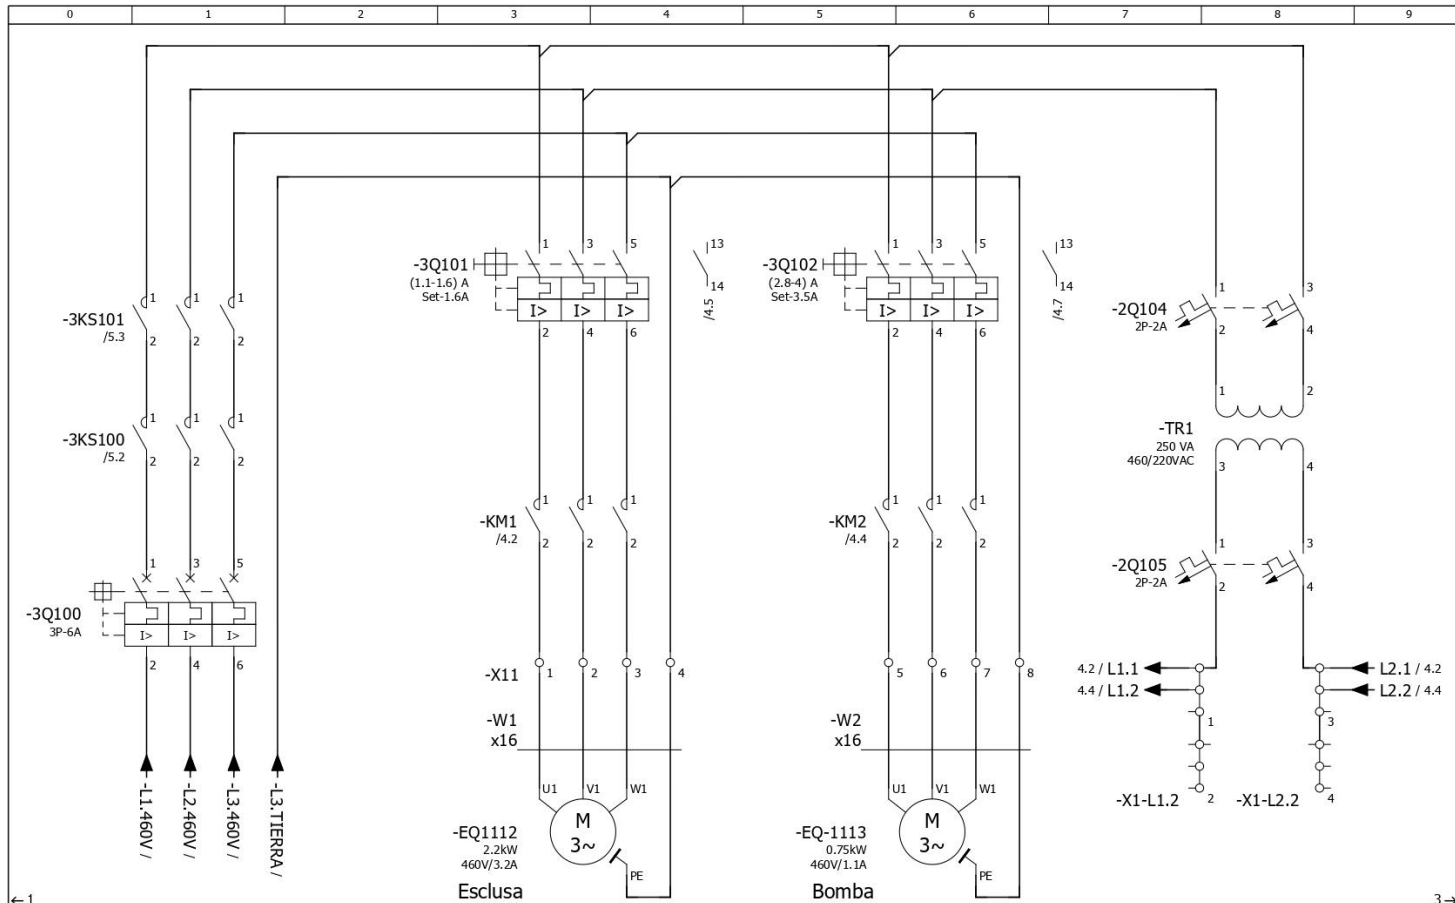 0 1 2 3 4 5 6 7 8 9
-3KS101
/5.3
1 1 1
2 2 2
-3KS100
/5.2
1 1 1
2 2 2
-3Q100
3P-6A
1 3 5
I> I> I>
2 4 6
-L1.460V /
-L2.460V /
-L3.460V /
-L3.TIERRA /
-3Q101
(1.1-1.6) A
Set-1.6A
1 3 5
I> I> I>
2 4 6
13
14
/4.5
-KM1
/4.2
1 1 1
2 2 2
-X11
1 2 3 4
-W1
x16
U1 V1 W1
M
3~
PE
-EQ1112
2.2kW
460V/3.2A
Esclusa
-3Q102
(2.8-4) A
Set-3.5A
1 3 5
I> I> I>
2 4 6
13
14
/4.7
-KM2
/4.4
1 1 1
2 2 2
5 6 7 8
-W2
x16
U1 V1 W1
M
3~
PE
-EQ-1113
0.75kW
460V/1.1A
Bomba
-2Q104
2P-2A
1 3
2 4
-TR1
250 VA
460/220VAC
1 2
3 4
-2Q105
2P-2A
1 3
2 4
4.2 / L1.1
4.4 / L1.2
L2.1 / 4.2
L2.2 / 4.4
1 3
-X1-L1.2 2
-X1-L2.2 4
←1
3→